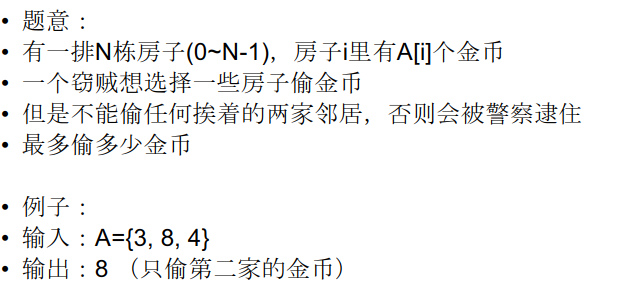 • 题意：
• 有一排N栋房子(0~N-1)，房子i里有A[i]个金币
• 一个窃贼想选择一些房子偷金币
• 但是不能偷任何挨着的两家邻居，否则会被警察逮住
• 最多偷多少金币
• 例子：
• 输入：A={3, 8, 4}
• 输出：8 （只偷第二家的金币）